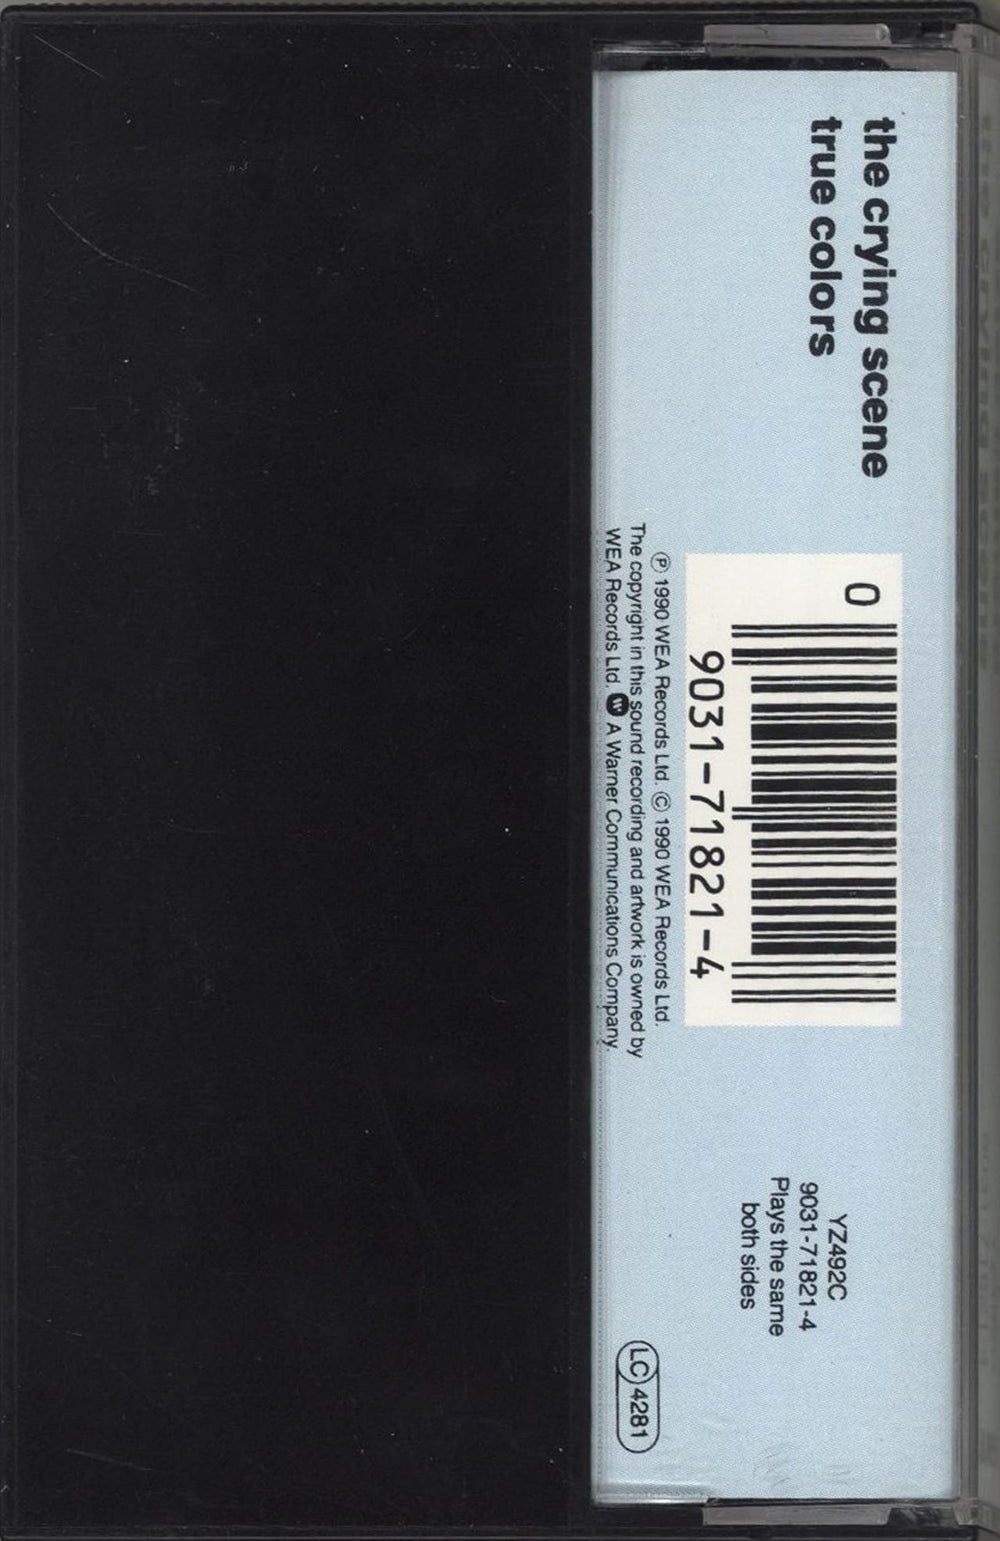 the crying scene
true colors
0
9031-71821-4
℗ 1990 WEA Records Ltd. © 1990 WEA Records Ltd.
The copyright in this sound recording and artwork is owned by
WEA Records Ltd. A Warner Communications Company.
YZ492C
9031-71821-4
Plays the same
both sides
LC 4281